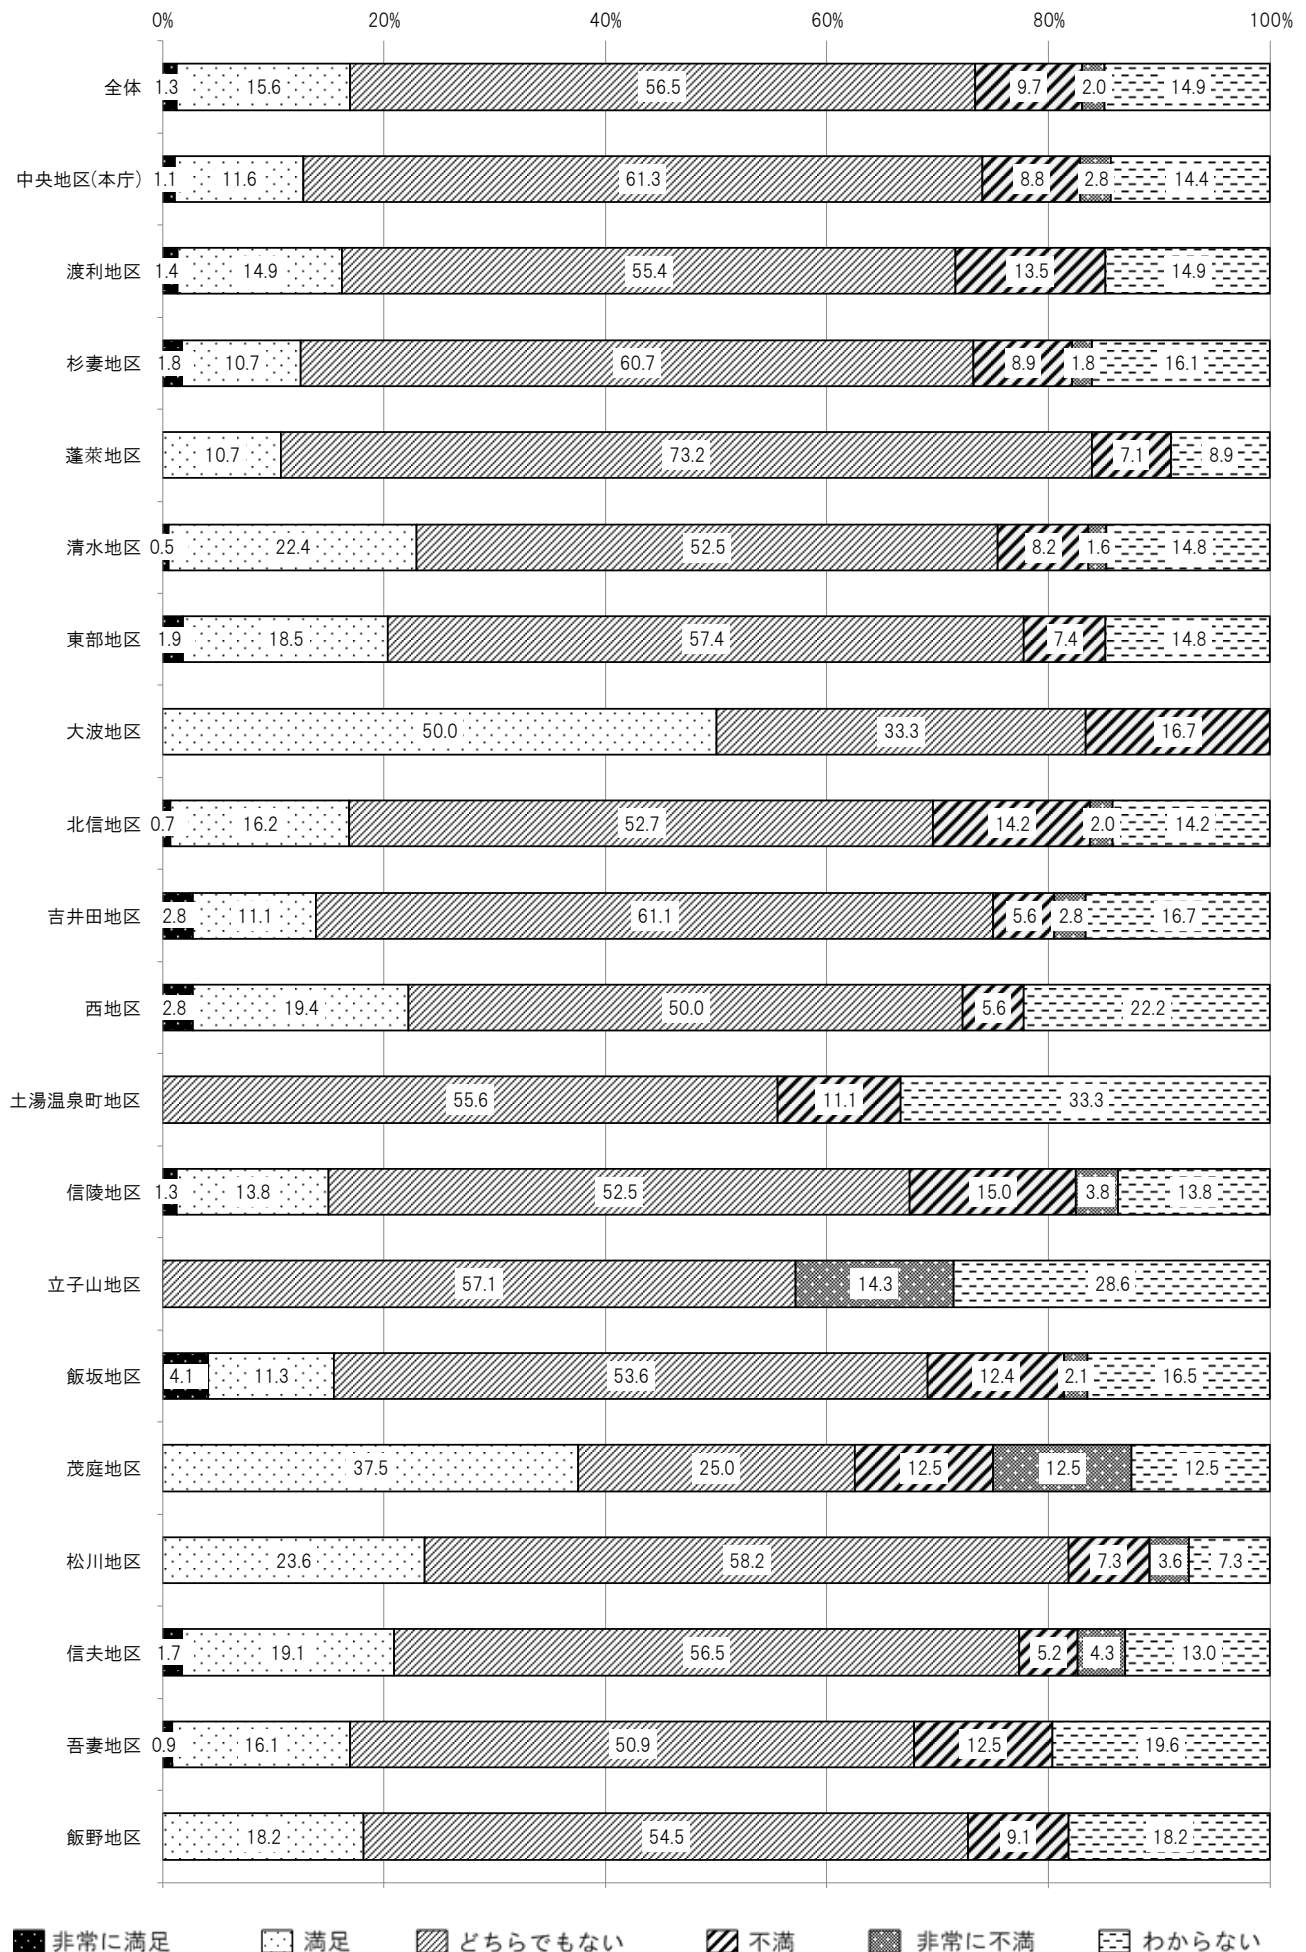 0% 20% 40% 60% 80% 100%
全体 1.3 15.6 56.5 9.7 2.0 14.9
中央地区(本庁) 1.1 11.6 61.3 8.8 2.8 14.4
渡利地区 1.4 14.9 55.4 13.5 14.9
杉妻地区 1.8 10.7 60.7 8.9 1.8 16.1
蓬萊地区 10.7 73.2 7.1 8.9
清水地区 0.5 22.4 52.5 8.2 1.6 14.8
東部地区 1.9 18.5 57.4 7.4 14.8
大波地区 50.0 33.3 16.7
北信地区 0.7 16.2 52.7 14.2 2.0 14.2
吉井田地区 2.8 11.1 61.1 5.6 2.8 16.7
西地区 2.8 19.4 50.0 5.6 22.2
土湯温泉町地区 55.6 11.1 33.3
信陵地区 1.3 13.8 52.5 15.0 3.8 13.8
立子山地区 57.1 14.3 28.6
飯坂地区 4.1 11.3 53.6 12.4 2.1 16.5
茂庭地区 37.5 25.0 12.5 12.5 12.5
松川地区 23.6 58.2 7.3 3.6 7.3
信夫地区 1.7 19.1 56.5 5.2 4.3 13.0
吾妻地区 0.9 16.1 50.9 12.5 19.6
飯野地区 18.2 54.5 9.1 18.2
非常に満足 満足 どちらでもない 不満 非常に不満 わからない